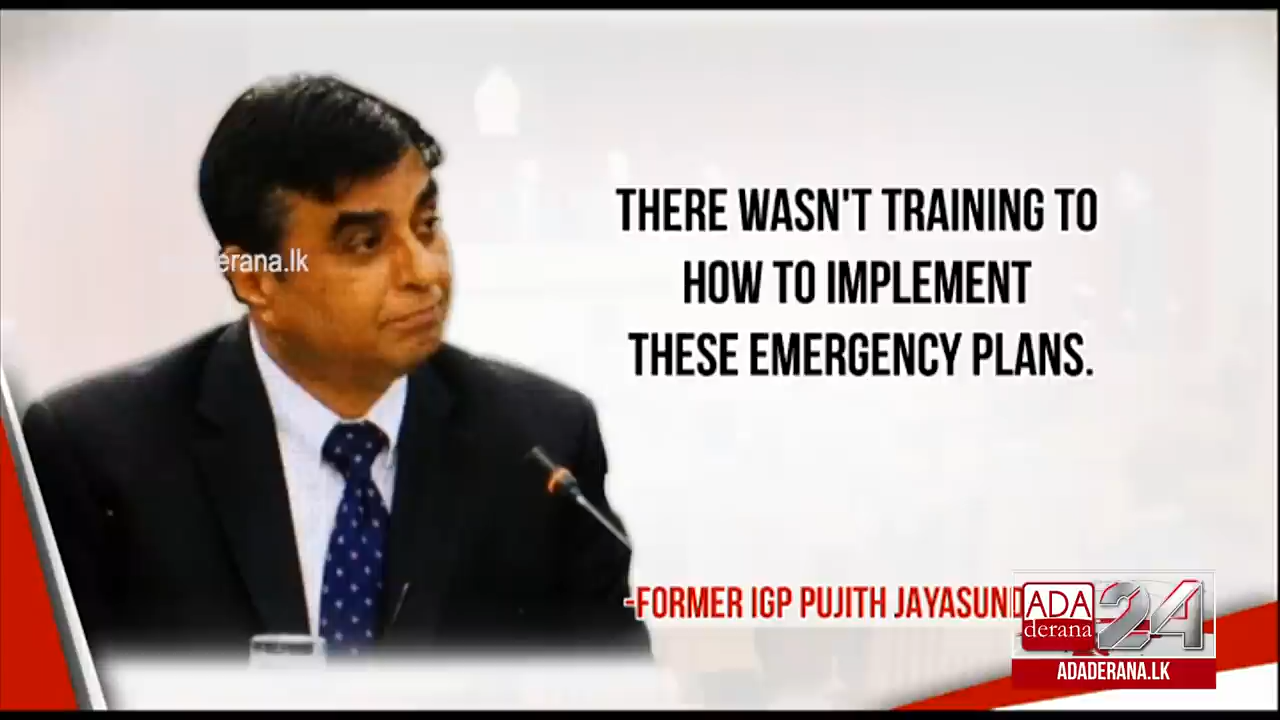 THERE WASN'T TRAINING TO
HOW TO IMPLEMENT
THESE EMERGENCY PLANS.
erana.lk
-FORMER IGP PUJITH
ADA
derana
24
ADADERANA.LK